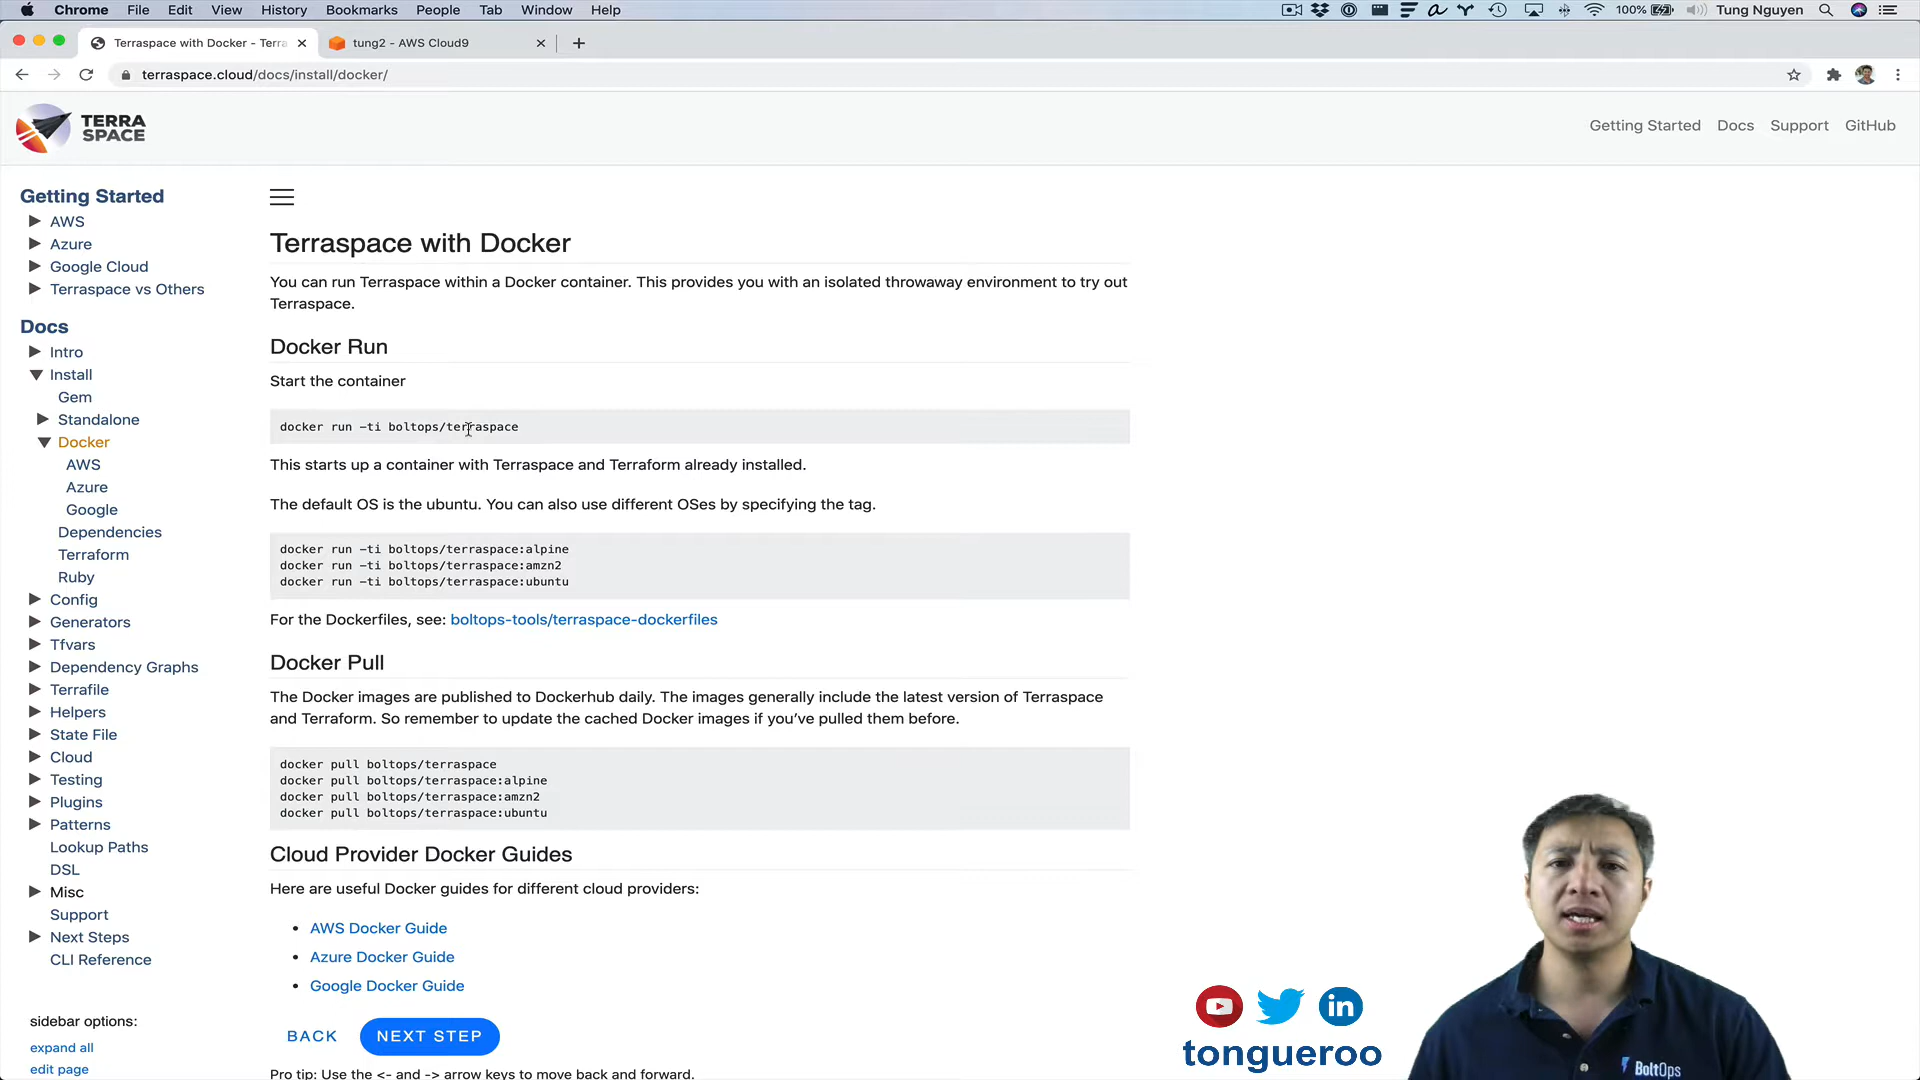 Chrome File Edit View History Bookmarks People Tab Window Help 100% Tung Nguyen
Terraspace with Docker - Terra
tung2 - AWS Cloud9
terraspace.cloud/docs/install/docker/
TERRA
SPACE
Getting Started Docs Support GitHub
Getting Started
AWS
Azure
Google Cloud
Terraspace vs Others
Docs
Intro
Install
Gem
Standalone
Docker
AWS
Azure
Google
Dependencies
Terraform
Ruby
Config
Generators
Tfvars
Dependency Graphs
Terrafile
Helpers
State File
Cloud
Testing
Plugins
Patterns
Lookup Paths
DSL
Misc
Support
Next Steps
CLI Reference
sidebar options:
expand all
edit page
Terraspace with Docker
You can run Terraspace within a Docker container. This provides you with an isolated throwaway environment to try out
Terraspace.
Docker Run
Start the container
docker run -ti boltops/terraspace
This starts up a container with Terraspace and Terraform already installed.
The default OS is the ubuntu. You can also use different OSes by specifying the tag.
docker run -ti boltops/terraspace:alpine
docker run -ti boltops/terraspace:amzn2
docker run -ti boltops/terraspace:ubuntu
For the Dockerfiles, see: boltops-tools/terraspace-dockerfiles
Docker Pull
The Docker images are published to Dockerhub daily. The images generally include the latest version of Terraspace
and Terraform. So remember to update the cached Docker images if you’ve pulled them before.
docker pull boltops/terraspace
docker pull boltops/terraspace:alpine
docker pull boltops/terraspace:amzn2
docker pull boltops/terraspace:ubuntu
Cloud Provider Docker Guides
Here are useful Docker guides for different cloud providers:
• AWS Docker Guide
• Azure Docker Guide
• Google Docker Guide
BACK NEXT STEP
Pro tip: Use the <- and -> arrow keys to move back and forward.
in
tongueroo
BoltOps